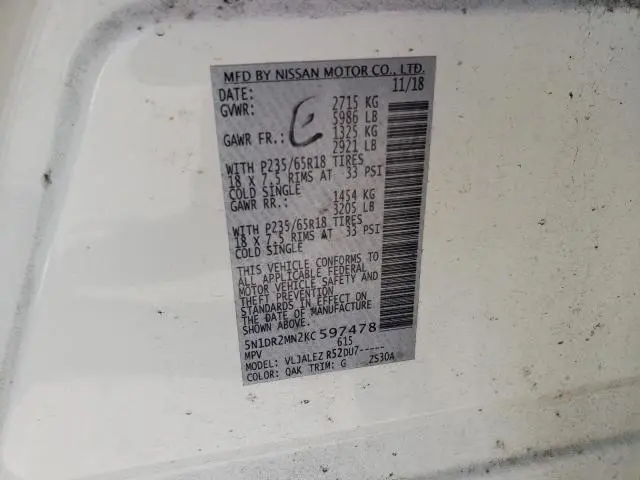 MFD BY NISSAN MOTOR CO., LTD.
DATE: 11/18
GVWR: 2715 KG
5986 LB
GAWR FR.: 1325 KG
2921 LB
WITH P235/65R18 TIRES
18 X 7.5 RIMS AT 33 PSI
COLD SINGLE
GAWR RR.: 1454 KG
3205 LB
WITH P235/65R18 TIRES
18 X 7.5 RIMS AT 33 PSI
COLD SINGLE
THIS VEHICLE CONFORMS TO
ALL APPLICABLE FEDERAL
MOTOR VEHICLE SAFETY AND
THEFT PREVENTION
STANDARDS IN EFFECT ON
THE DATE OF MANUFACTURE
SHOWN ABOVE.
5N1DR2MN2KC597478
MPV 615
MODEL: VLJALEZ R52DU7-----
COLOR: QAK TRIM: G ZS30A